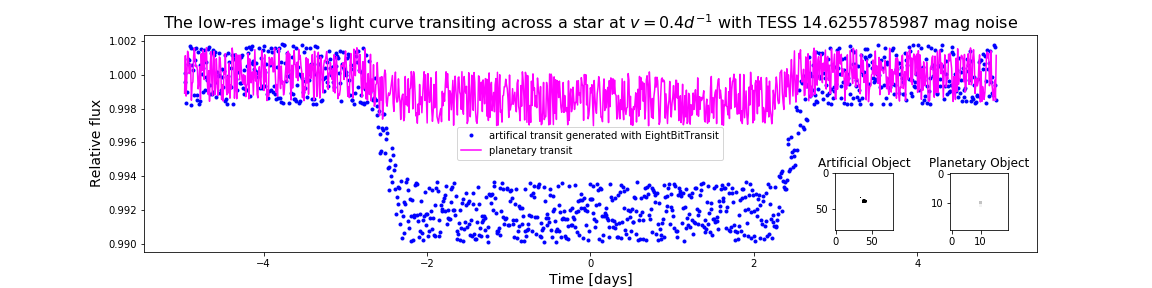 The low-res image's light curve transiting across a star at v = 0.4d⁻¹ with TESS 14.6255785987 mag noise
1.002
1.000
0.998
0.996
0.994
0.992
0.990
Relative flux
artifical transit generated with EightBitTransit
planetary transit
Artificial Object
0
50
0 50
Planetary Object
0
10
0 10
−4 −2 0 2 4
Time [days]